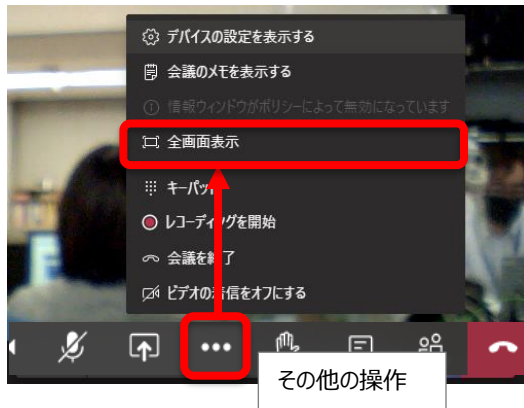 デバイスの設定を表示する
会議のメモを表示する
情報ウィンドウがポリシーによって無効になっています
全画面表示
キーパッ
レコーディングを開始
会議を終了
ビデオの着信をオフにする
その他の操作